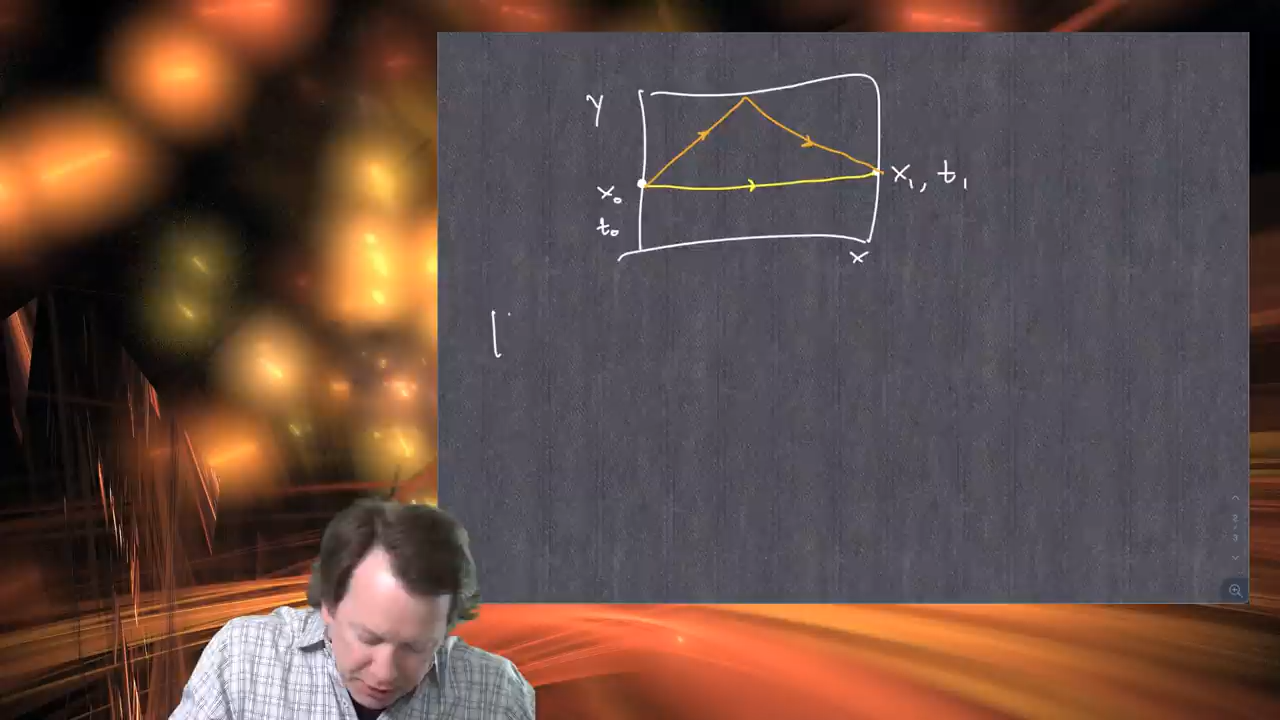 y
x₀
t₀
x₁, t₁
x